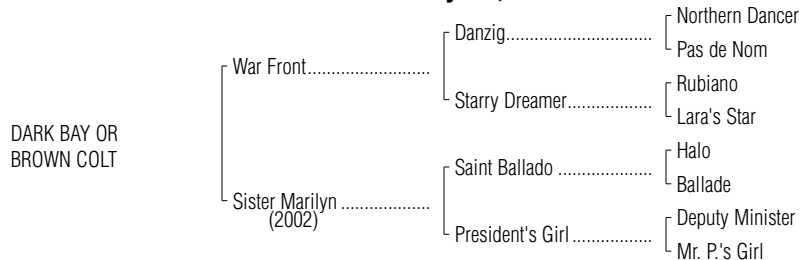 Northern Dancer
Danzig
Pas de Nom
War Front
Rubiano
Starry Dreamer
Lara's Star
DARK BAY OR
BROWN COLT
Halo
Saint Ballado
Ballade
Sister Marilyn
(2002)
Deputy Minister
President's Girl
Mr. P.'s Girl